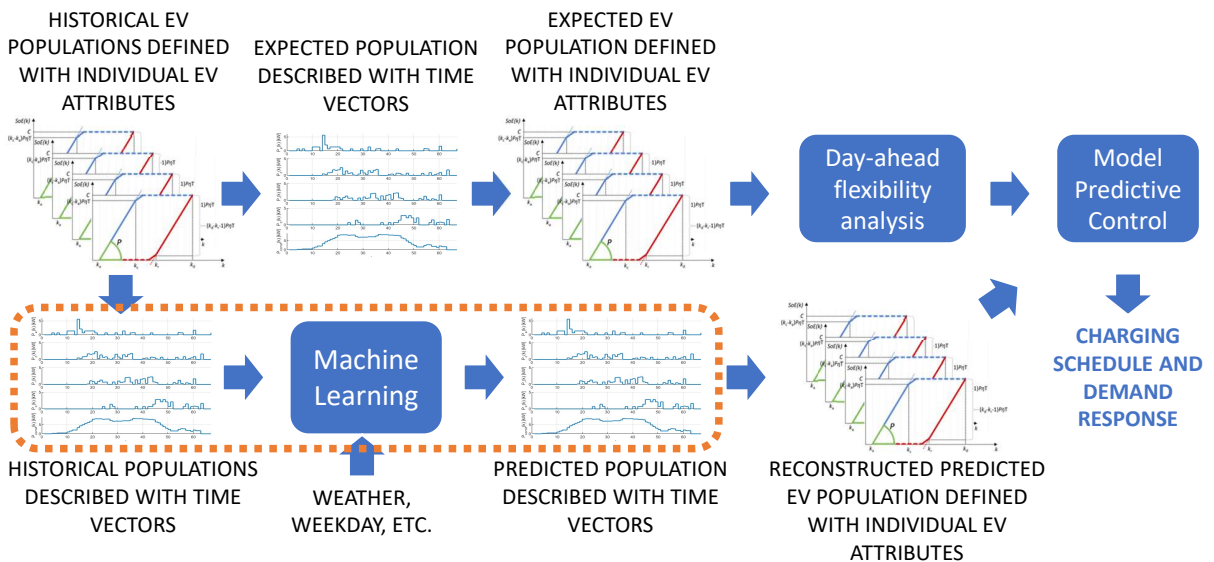 HISTORICAL EV
POPULATIONS DEFINED
WITH INDIVIDUAL EV
ATTRIBUTES
EXPECTED POPULATION
DESCRIBED WITH TIME
VECTORS
EXPECTED EV
POPULATION DEFINED
WITH INDIVIDUAL EV
ATTRIBUTES
Day-ahead
flexibility
analysis
Model
Predictive
Control
Machine
Learning
CHARGING
SCHEDULE AND
DEMAND
RESPONSE
HISTORICAL POPULATIONS
DESCRIBED WITH TIME
VECTORS
WEATHER,
WEEKDAY, ETC.
PREDICTED POPULATION
DESCRIBED WITH TIME
VECTORS
RECONSTRUCTED PREDICTED
EV POPULATION DEFINED
WITH INDIVIDUAL EV
ATTRIBUTES